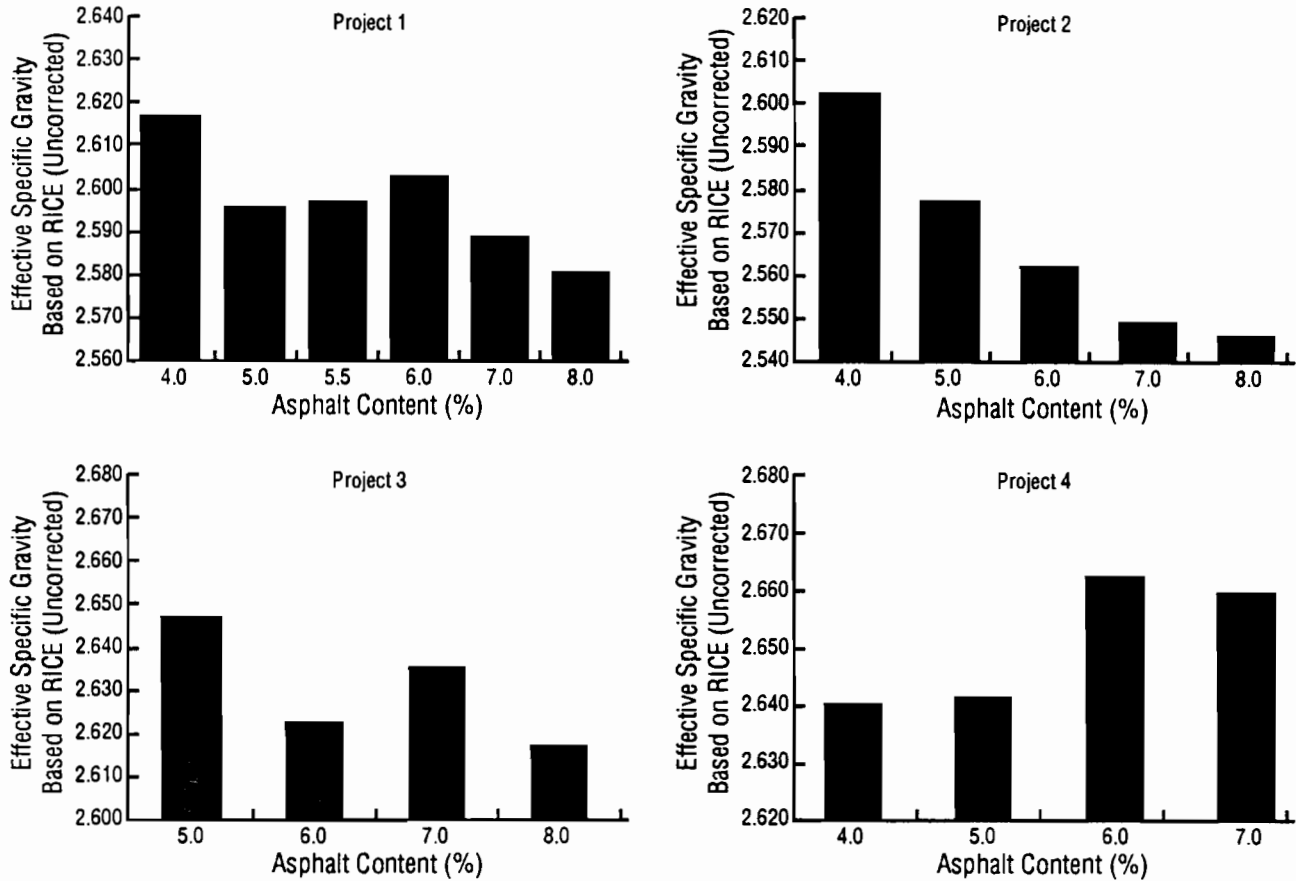 Project 1
Effective Specific Gravity
Based on RICE (Uncorrected)
2.640
2.630
2.620
2.610
2.600
2.590
2.580
2.570
2.560
4.0 5.0 5.5 6.0 7.0 8.0
Asphalt Content (%)
Project 2
Effective Specific Gravity
Based on RICE (Uncorrected)
2.620
2.610
2.600
2.590
2.580
2.570
2.560
2.550
2.540
4.0 5.0 6.0 7.0 8.0
Asphalt Content (%)
Project 3
Effective Specific Gravity
Based on RICE (Uncorrected)
2.680
2.670
2.660
2.650
2.640
2.630
2.620
2.610
2.600
5.0 6.0 7.0 8.0
Asphalt Content (%)
Project 4
Effective Specific Gravity
Based on RICE (Uncorrected)
2.680
2.670
2.660
2.650
2.640
2.630
2.620
4.0 5.0 6.0 7.0
Asphalt Content (%)